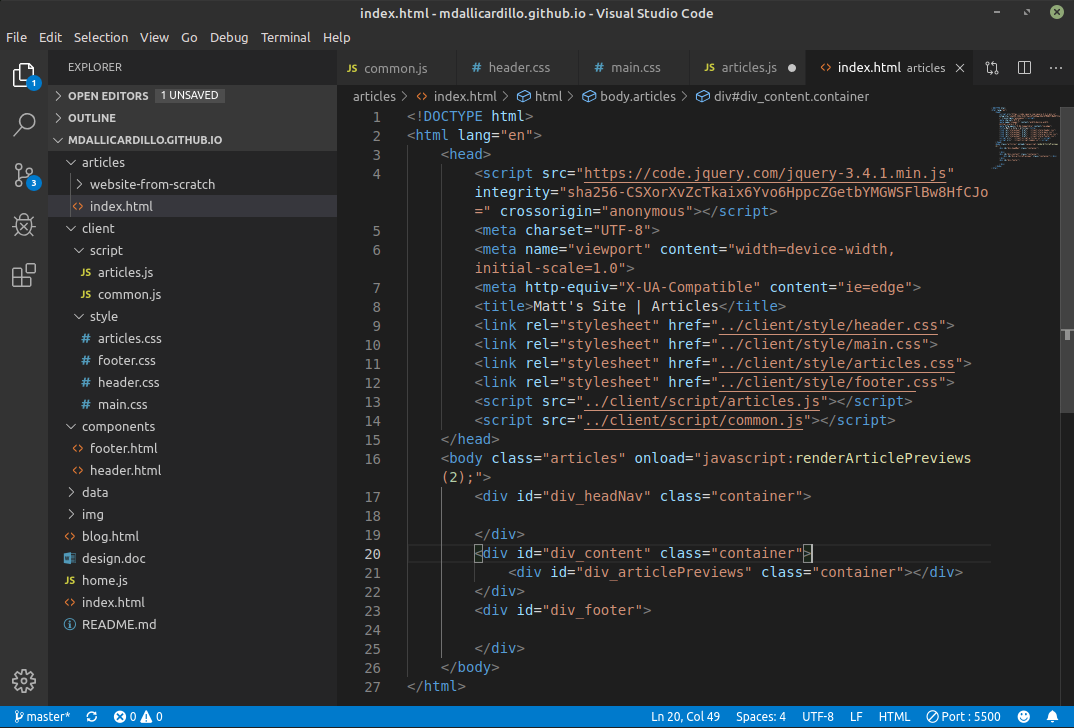 index.html - mdallicardillo.github.io - Visual Studio Code
File Edit Selection View Go Debug Terminal Help
EXPLORER
1
3
OPEN EDITORS 1 UNSAVED
OUTLINE
MDALLICARDILLO.GITHUB.IO
articles
website-from-scratch
<> index.html
client
script
JS articles.js
JS common.js
style
# articles.css
# footer.css
# header.css
# main.css
components
<> footer.html
<> header.html
data
img
<> blog.html
design.doc
JS home.js
<> index.html
README.md
JS common.js # header.css # main.css JS articles.js <> index.html articles
articles > <> index.html > html > body.articles > div#div_content.container
1 <!DOCTYPE html>
2 <html lang="en">
3 <head>
4 <script src="https://code.jquery.com/jquery-3.4.1.min.js"
integrity="sha256-CSXorXvZcTkaix6Yvo6HppcZGetbYMGWSFlBw8HfCJo
=" crossorigin="anonymous"></script>
5 <meta charset="UTF-8">
6 <meta name="viewport" content="width=device-width,
initial-scale=1.0">
7 <meta http-equiv="X-UA-Compatible" content="ie=edge">
8 <title>Matt's Site | Articles</title>
9 <link rel="stylesheet" href="../client/style/header.css">
10 <link rel="stylesheet" href="../client/style/main.css">
11 <link rel="stylesheet" href="../client/style/articles.css">
12 <link rel="stylesheet" href="../client/style/footer.css">
13 <script src="../client/script/articles.js"></script>
14 <script src="../client/script/common.js"></script>
15 </head>
16 <body class="articles" onload="javascript:renderArticlePreviews
(2);">
17 <div id="div_headNav" class="container">
18
19 </div>
20 <div id="div_content" class="container">
21 <div id="div_articlePreviews" class="container"></div>
22 </div>
23 <div id="div_footer">
24
25 </div>
26 </body>
27 </html>
master* 0 0 Ln 20, Col 49 Spaces: 4 UTF-8 LF HTML Port : 5500